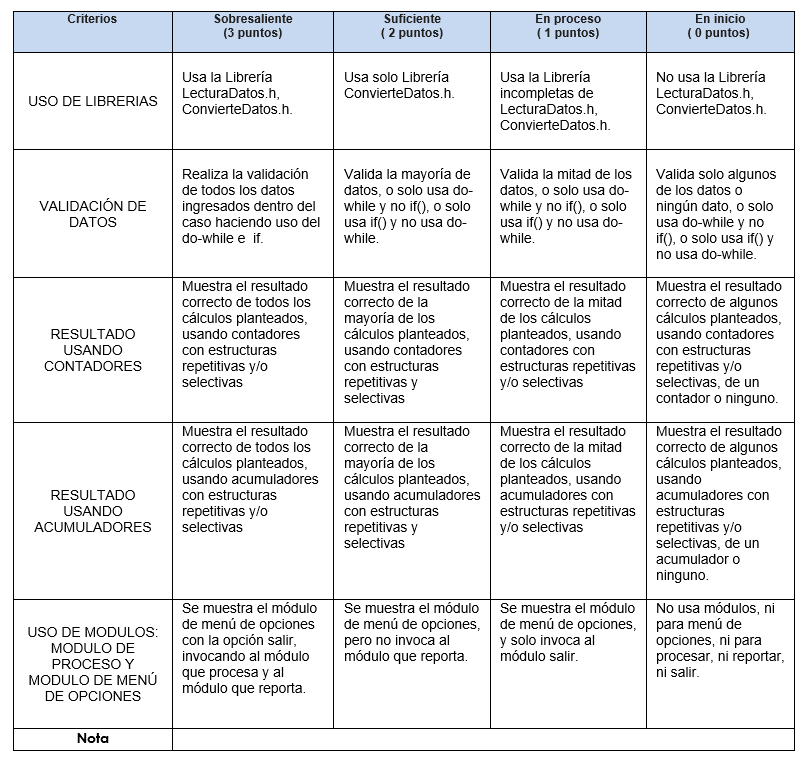 Criterios
Sobresaliente
(3 puntos)
Suficiente
( 2 puntos)
En proceso
( 1 puntos)
En inicio
( 0 puntos)
USO DE LIBRERIAS
Usa la Librería
LecturaDatos.h,
ConvierteDatos.h.
Usa solo Librería
ConvierteDatos.h.
Usa la Librería
incompletas de
LecturaDatos.h,
ConvierteDatos.h.
No usa la Librería
LecturaDatos.h,
ConvierteDatos.h.
VALIDACIÓN DE
DATOS
Realiza la validación
de todos los datos
ingresados dentro del
caso haciendo uso del
do-while e if.
Valida la mayoría de
datos, o solo usa do-
while y no if(), o solo
usa if() y no usa do-
while.
Valida la mitad de los
datos, o solo usa do-
while y no if(), o solo
usa if() y no usa do-
while.
Valida solo algunos
de los datos o
ningún dato, o solo
usa do-while y no
if(), o solo usa if() y
no usa do-while.
RESULTADO
USANDO
CONTADORES
Muestra el resultado
correcto de todos los
cálculos planteados,
usando contadores
con estructuras
repetitivas y/o
selectivas
Muestra el resultado
correcto de la
mayoría de los
cálculos planteados,
usando contadores
con estructuras
repetitivas y
selectivas
Muestra el resultado
correcto de la mitad
de los cálculos
planteados, usando
contadores con
estructuras repetitivas
y/o selectivas
Muestra el resultado
correcto de algunos
cálculos planteados,
usando contadores
con estructuras
repetitivas y/o
selectivas, de un
contador o ninguno.
RESULTADO
USANDO
ACUMULADORES
Muestra el resultado
correcto de todos los
cálculos planteados,
usando acumuladores
con estructuras
repetitivas y/o
selectivas
Muestra el resultado
correcto de la
mayoría de los
cálculos planteados,
usando acumuladores
con estructuras
repetitivas y
selectivas
Muestra el resultado
correcto de la mitad
de los cálculos
planteados, usando
acumuladores con
estructuras repetitivas
y/o selectivas
Muestra el resultado
correcto de algunos
cálculos planteados,
usando
acumuladores con
estructuras
repetitivas y/o
selectivas, de un
acumulador o
ninguno.
USO DE MODULOS:
MODULO DE
PROCESO Y
MODULO DE MENÚ
DE OPCIONES
Se muestra el módulo
de menú de opciones
con la opción salir,
invocando al módulo
que procesa y al
módulo que reporta.
Se muestra el módulo
de menú de opciones,
pero no invoca al
módulo que reporta.
Se muestra el módulo
de menú de opciones,
y solo invoca al
módulo salir.
No usa módulos, ni
para menú de
opciones, ni para
procesar, ni reportar,
ni salir.
Nota